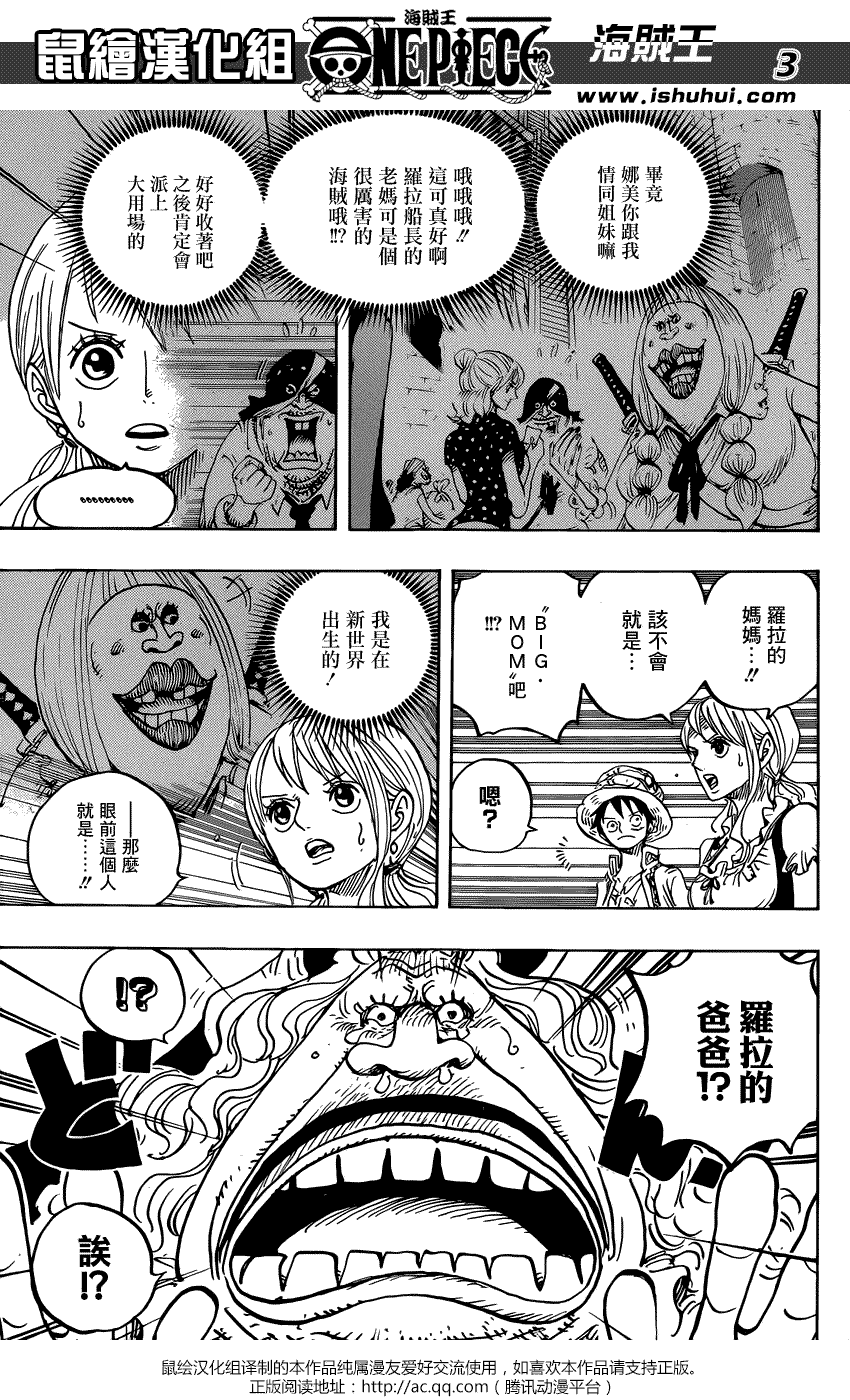 鼠繪漢化組
海賊王
ONE PIECE
海賊王
www.ishuhui.com
3
畢竟
娜美你跟我
情同姐妹嘛
哦哦哦!!
這可真好啊
羅拉船長的
老媽可是個
很厲害的
海賊哦!!?
好好收著吧
之後肯定會
派上
大用場的
…………
羅拉的
媽媽…!!
該不會
就是…
“BIG・
MOM”吧
!!?
嗯?
我是在
新世界
出生的!
——那麼
眼前這個人
就是……!!
羅拉的
爸爸!?
!?
誒!?
鼠绘汉化组译制的本作品纯属漫友爱好交流使用，如喜欢本作品请支持正版。
正版阅读地址：http://ac.qq.com（腾讯动漫平台）